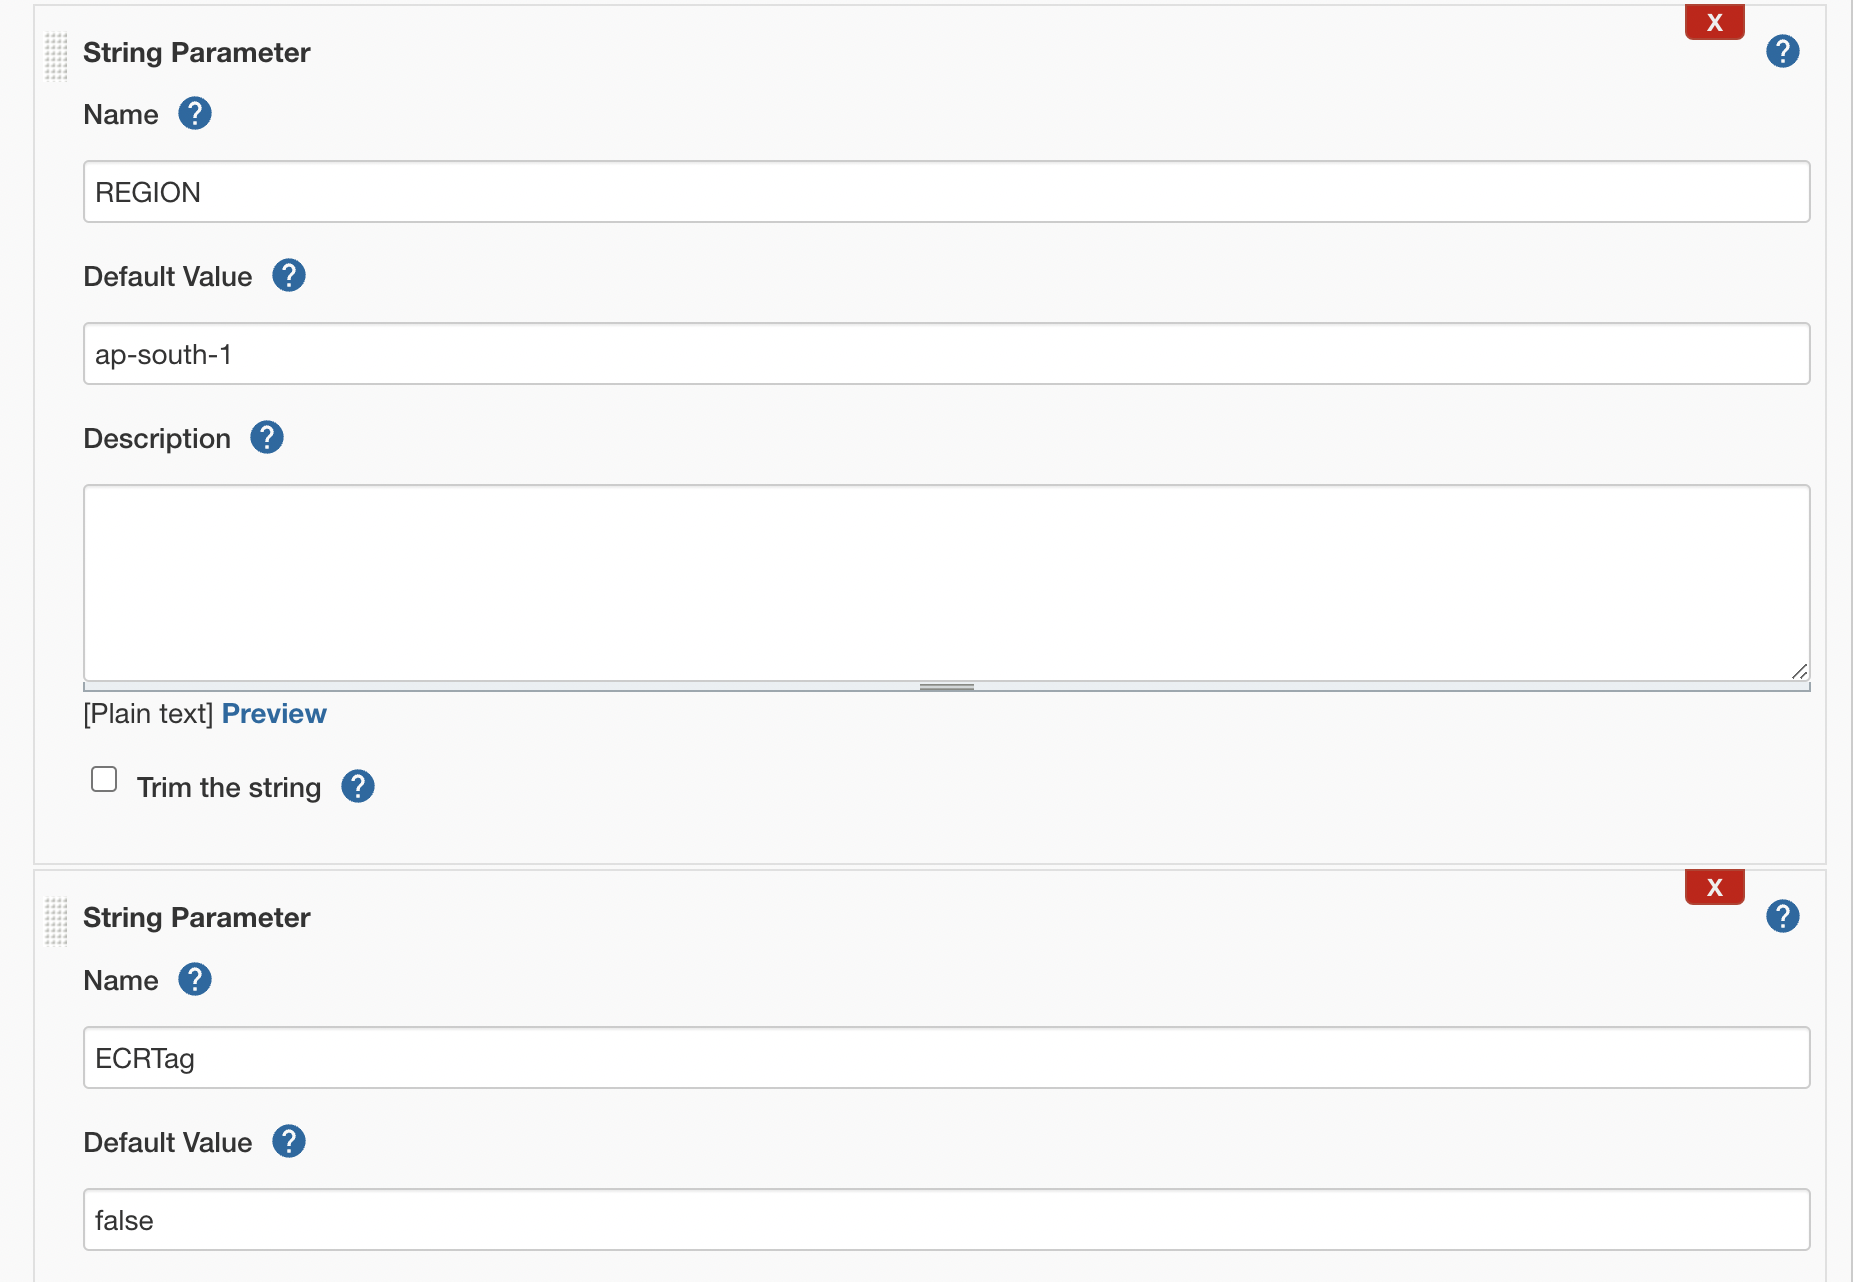 X
String Parameter ?
Name ?
REGION
Default Value ?
ap-south-1
Description ?
[Plain text] Preview
Trim the string ?
X
String Parameter ?
Name ?
ECRTag
Default Value ?
false